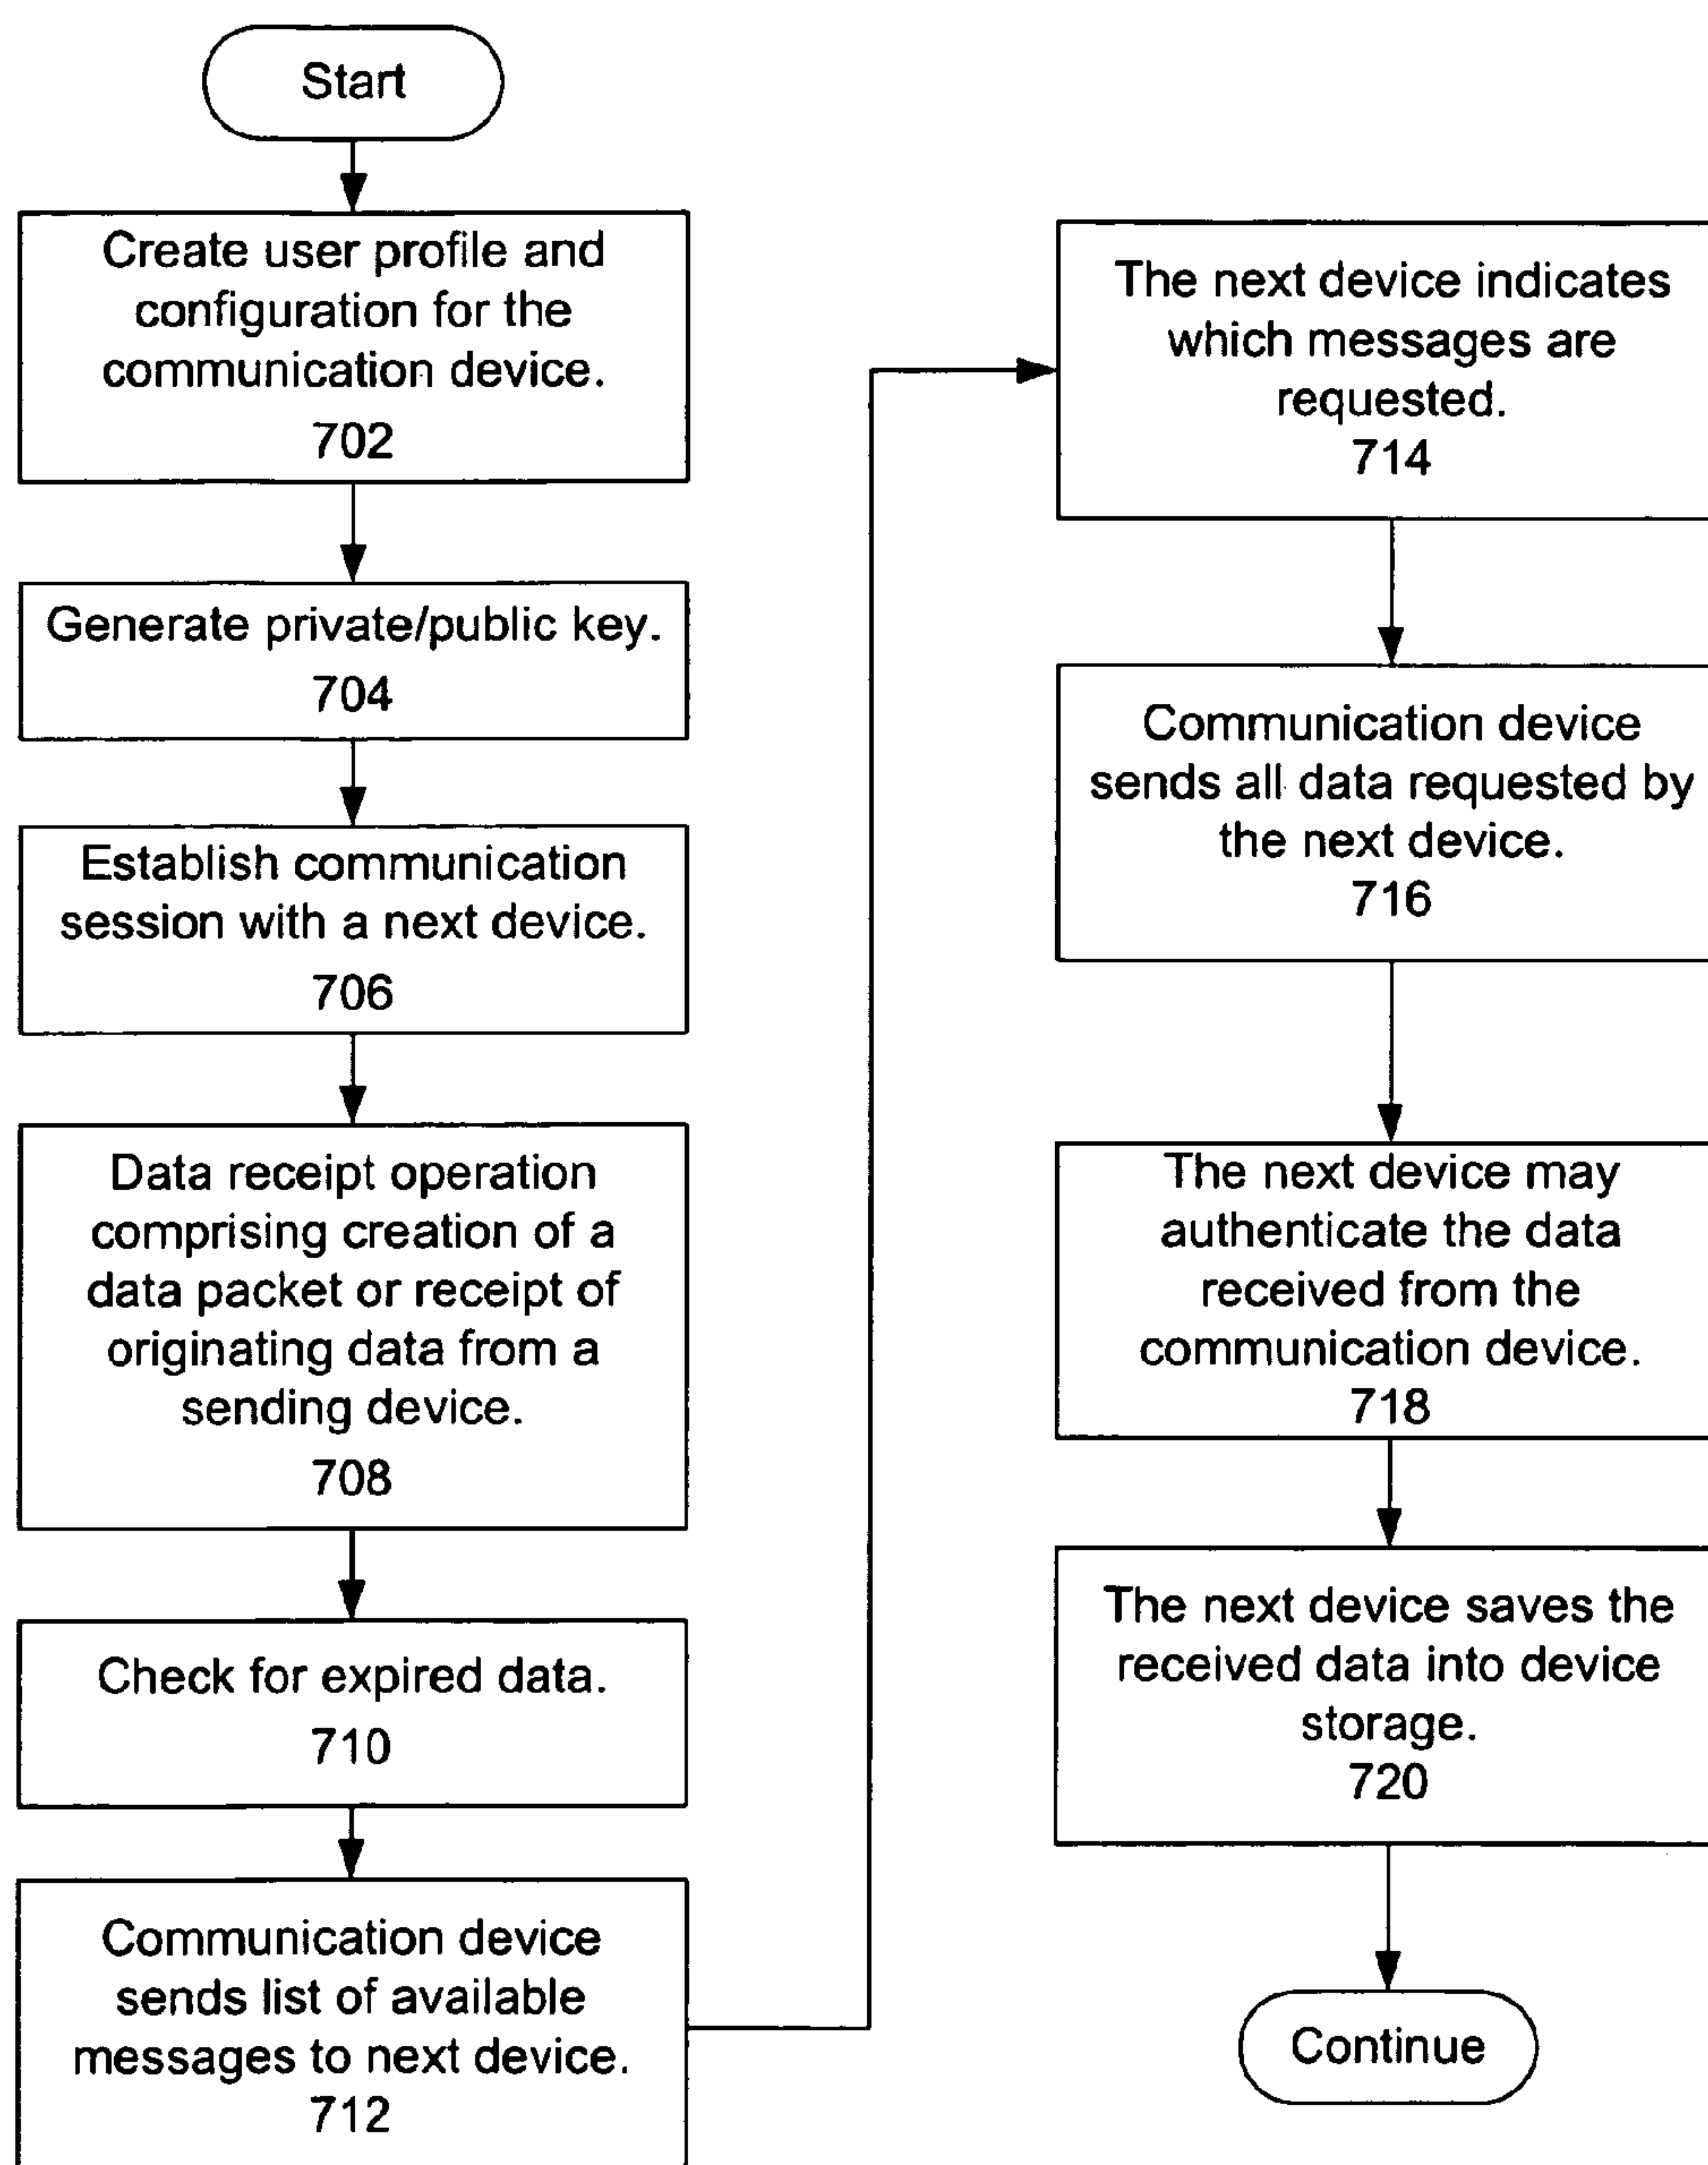 Start
Create user profile and
configuration for the
communication device.
702
Generate private/public key.
704
Establish communication
session with a next device.
706
Data receipt operation
comprising creation of a
data packet or receipt of
originating data from a
sending device.
708
Check for expired data.
710
Communication device
sends list of available
messages to next device.
712
The next device indicates
which messages are
requested.
714
Communication device
sends all data requested by
the next device.
716
The next device may
authenticate the data
received from the
communication device.
718
The next device saves the
received data into device
storage.
720
Continue